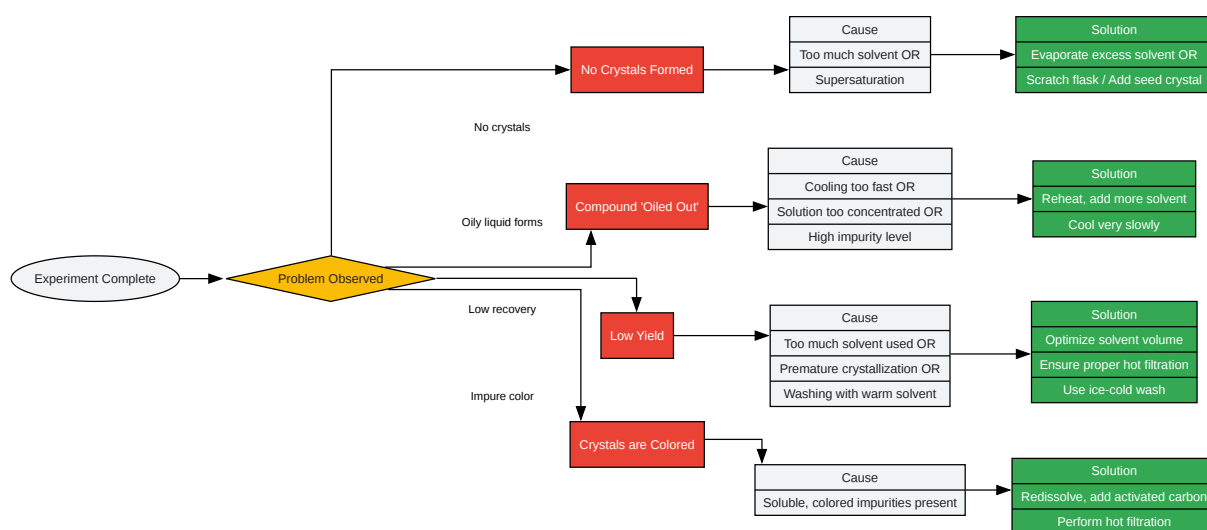 Experiment Complete
Problem Observed
No crystals
No Crystals Formed
Cause
Too much solvent OR
Supersaturation
Solution
Evaporate excess solvent OR
Scratch flask / Add seed crystal
Oily liquid forms
Compound 'Oiled Out'
Cause
Cooling too fast OR
Solution too concentrated OR
High impurity level
Solution
Reheat, add more solvent
Cool very slowly
Low recovery
Low Yield
Cause
Too much solvent used OR
Premature crystallization OR
Washing with warm solvent
Solution
Optimize solvent volume
Ensure proper hot filtration
Use ice-cold wash
Impure color
Crystals are Colored
Cause
Soluble, colored impurities present
Solution
Redissolve, add activated carbon
Perform hot filtration